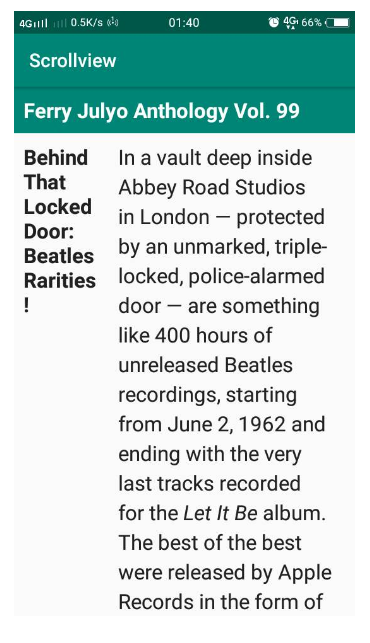 4G 0.5K/s 01:40 4G 66%
Scrollview
Ferry Julyo Anthology Vol. 99
Behind
That
Locked
Door:
Beatles
Rarities
!
In a vault deep inside
Abbey Road Studios
in London — protected
by an unmarked, triple-
locked, police-alarmed
door — are something
like 400 hours of
unreleased Beatles
recordings, starting
from June 2, 1962 and
ending with the very
last tracks recorded
for the Let It Be album.
The best of the best
were released by Apple
Records in the form of